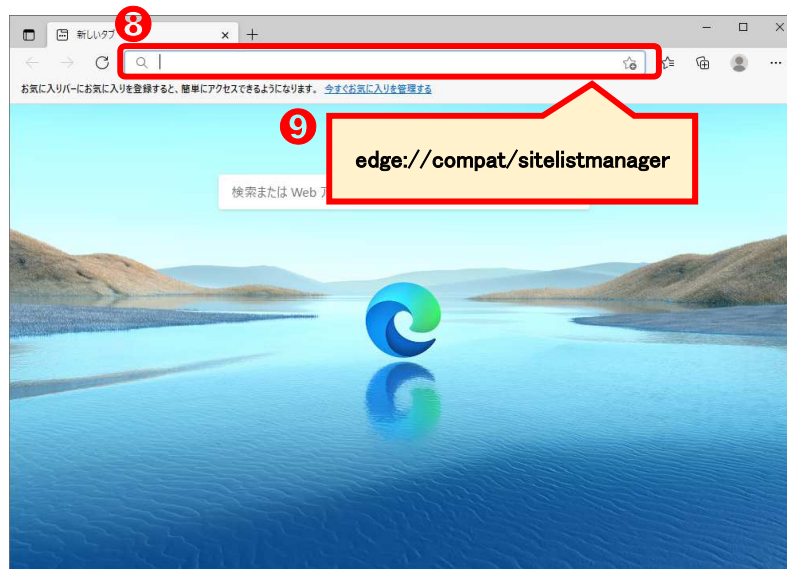 8
新しいタブ
お気に入りバーにお気に入りを登録すると、簡単にアクセスできるようになります。 今すぐお気に入りを管理する
9
edge://compat/sitelistmanager
検索または Web